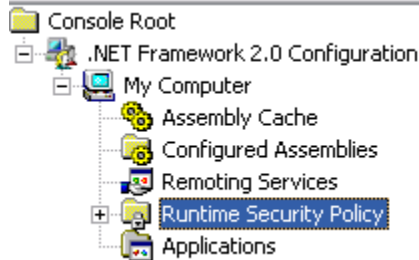 Console Root
.NET Framework 2.0 Configuration
My Computer
Assembly Cache
Configured Assemblies
Remoting Services
Runtime Security Policy
Applications